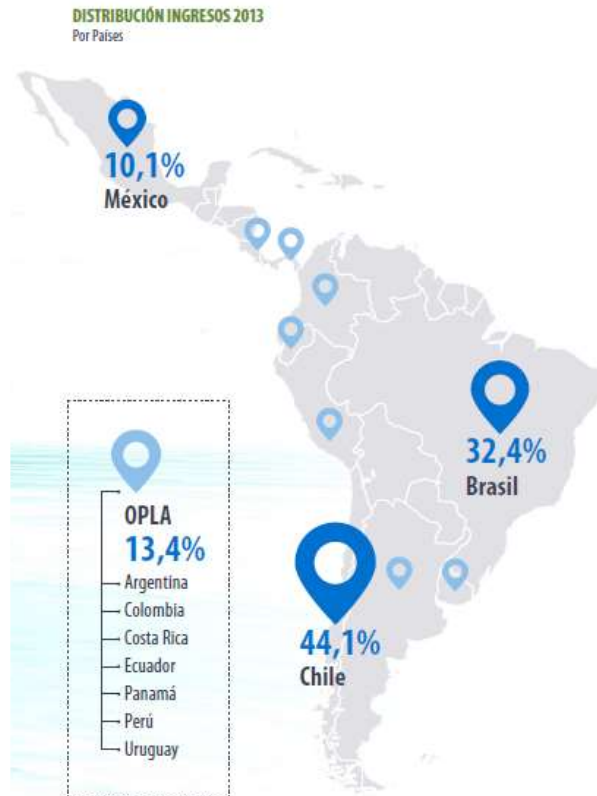 DISTRIBUCIÓN INGRESOS 2013
Por Países
10,1%
México
32,4%
Brasil
44,1%
Chile
OPLA
13,4%
Argentina
Colombia
Costa Rica
Ecuador
Panamá
Perú
Uruguay